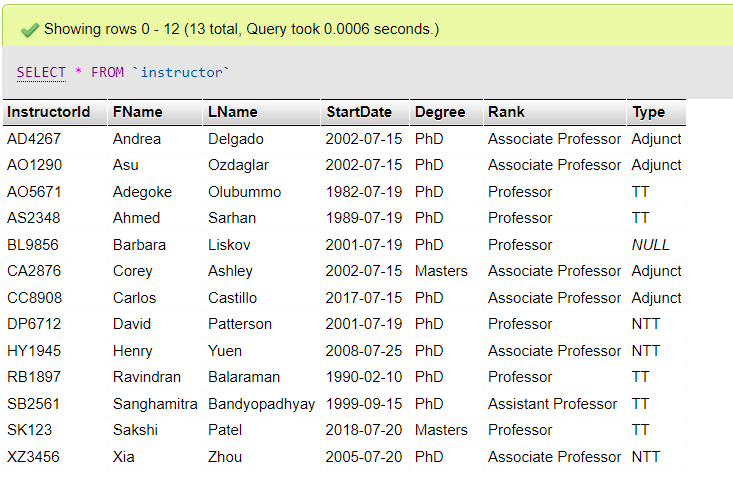 Showing rows 0 - 12 (13 total, Query took 0.0006 seconds.)
SELECT * FROM `instructor`
InstructorId FName LName StartDate Degree Rank Type
AD4267 Andrea Delgado 2002-07-15 PhD Associate Professor Adjunct
AO1290 Asu Ozdaglar 2002-07-15 PhD Associate Professor Adjunct
AO5671 Adegoke Olubummo 1982-07-19 PhD Professor TT
AS2348 Ahmed Sarhan 1989-07-19 PhD Professor TT
BL9856 Barbara Liskov 2001-07-19 PhD Professor NULL
CA2876 Corey Ashley 2002-07-15 Masters Associate Professor Adjunct
CC8908 Carlos Castillo 2017-07-15 PhD Associate Professor Adjunct
DP6712 David Patterson 2001-07-19 PhD Professor NTT
HY1945 Henry Yuen 2008-07-25 PhD Associate Professor NTT
RB1897 Ravindran Balaraman 1990-02-10 PhD Professor TT
SB2561 Sanghamitra Bandyopadhyay 1999-09-15 PhD Assistant Professor TT
SK123 Sakshi Patel 2018-07-20 Masters Professor TT
XZ3456 Xia Zhou 2005-07-20 PhD Associate Professor NTT